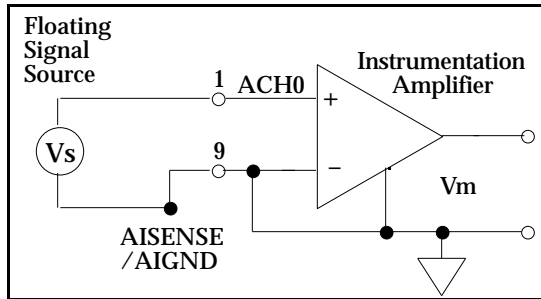 Floating
Signal
Source
1
ACH0
Instrumentation
Amplifier
+
Vs
9
−
Vm
AISENSE
/AIGND